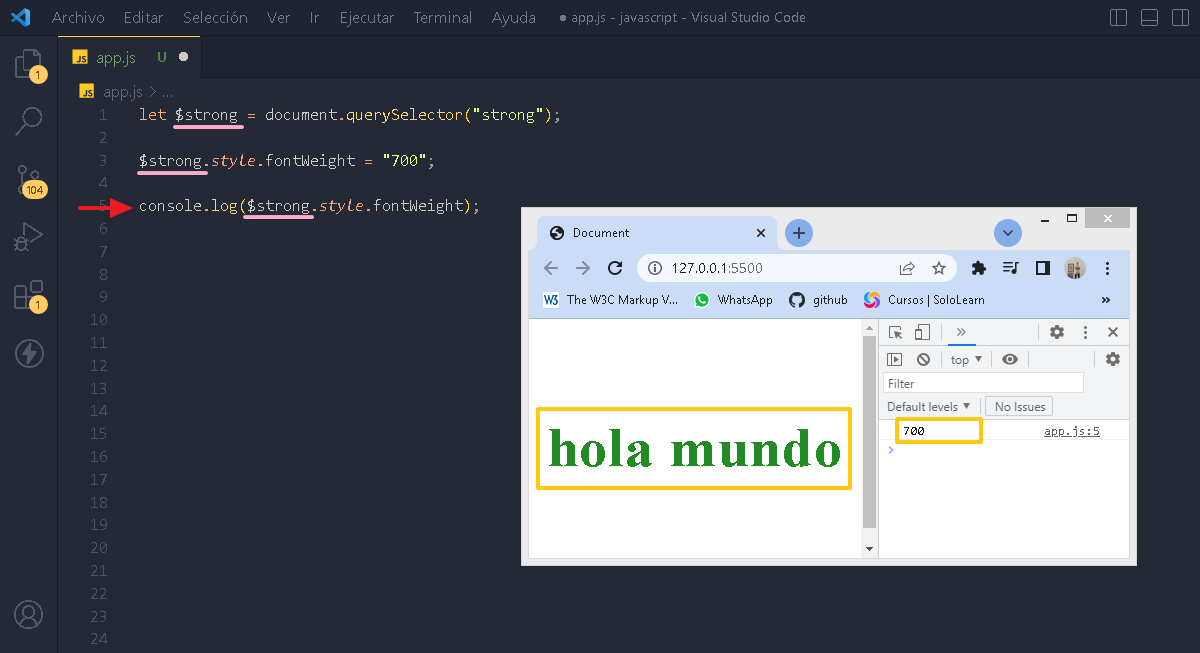 Archivo Editar Selección Ver Ir Ejecutar Terminal Ayuda ● app.js - javascript - Visual Studio Code
JS app.js U ●
1
JS app.js > ...
1 let $strong = document.querySelector("strong");
2
3 $strong.style.fontWeight = "700";
4
104
5 console.log($strong.style.fontWeight);
6
7
8
9
1
10
11
12
13
14
15
16
17
18
19
20
21
22
23
24
Document
127.0.0.1:5500
W3 The W3C Markup V... WhatsApp github Cursos | SoloLearn »
top ▼
Filter
Default levels ▼ No Issues
700 app.js:5
hola mundo